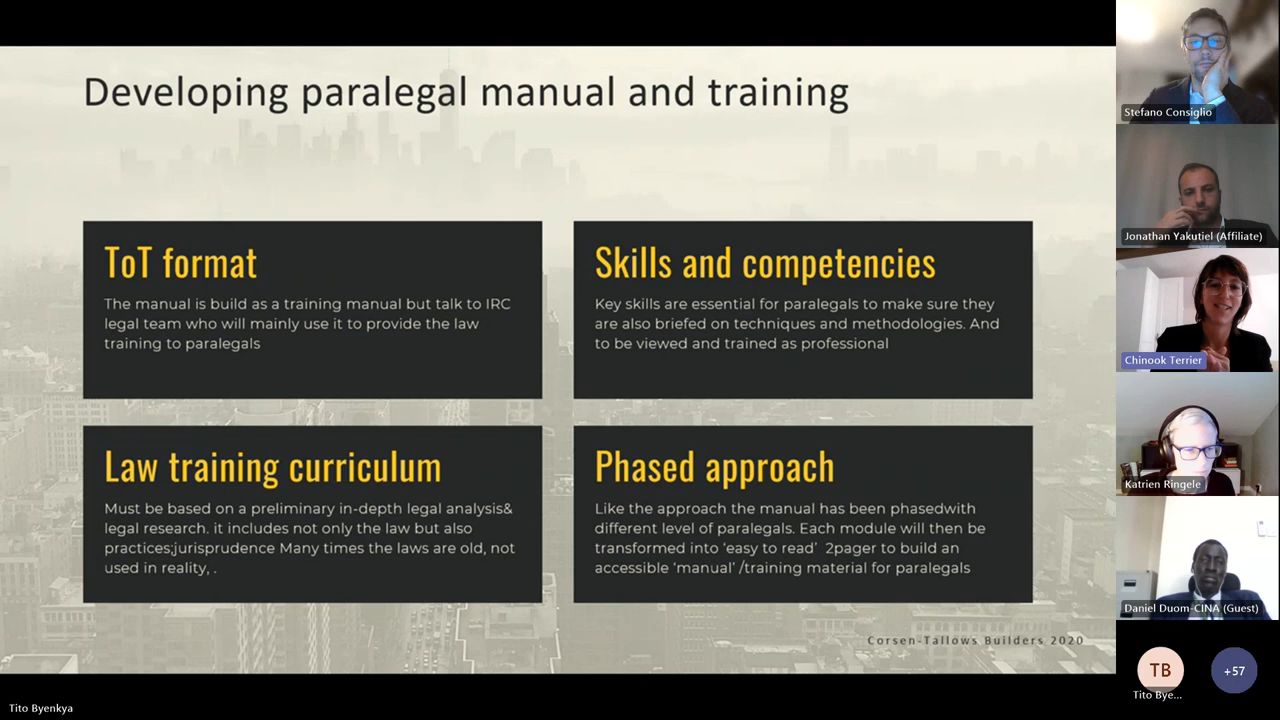 Developing paralegal manual and training
ToT format
The manual is build as a training manual but talk to IRC
legal team who will mainly use it to provide the law
training to paralegals
Skills and competencies
Key skills are essential for paralegals to make sure they
are also briefed on techniques and methodologies. And
to be viewed and trained as professional
Law training curriculum
Must be based on a preliminary in-depth legal analysis&
legal research. it includes not only the law but also
practices;jurisprudence Many times the laws are old, not
used in reality, .
Phased approach
Like the approach the manual has been phasedwith
different level of paralegals. Each module will then be
transformed into ‘easy to read’  2pager to build an
accessible ‘manual’ /training material for paralegals
Corsen-Tallows Builders 2020
Tito Byenkya
Stefano Consiglio
Jonathan Yakutiel (Affiliate)
Chinook Terrier
Katrien Ringele
Daniel Duom-CINA (Guest)
TB
Tito Bye...
+57